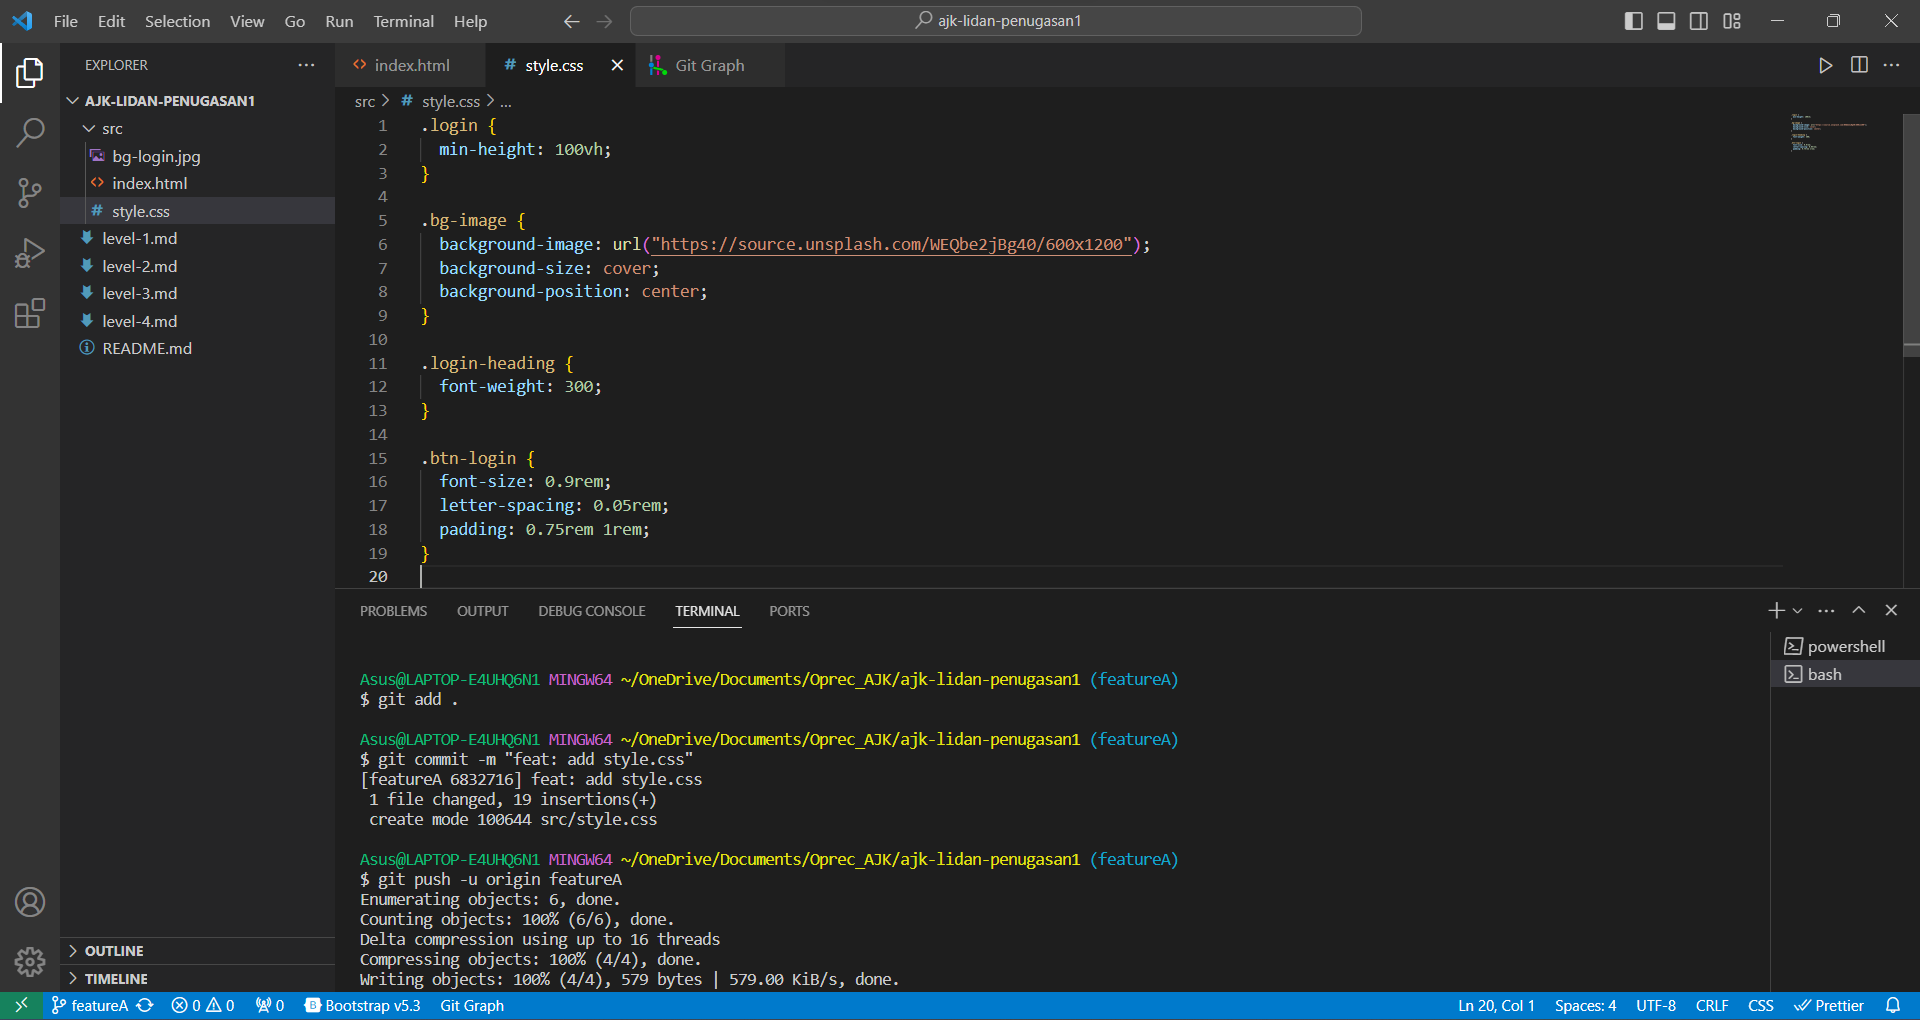 File Edit Selection View Go Run Terminal Help
ajk-lidan-penugasan1
EXPLORER
AJK-LIDAN-PENUGASAN1
src
bg-login.jpg
index.html
style.css
level-1.md
level-2.md
level-3.md
level-4.md
README.md
OUTLINE
TIMELINE
index.html
style.css
Git Graph
src > # style.css > ...
1 .login {
2   min-height: 100vh;
3 }
4
5 .bg-image {
6   background-image: url("https://source.unsplash.com/WEQbe2jBg40/600x1200");
7   background-size: cover;
8   background-position: center;
9 }
10
11 .login-heading {
12   font-weight: 300;
13 }
14
15 .btn-login {
16   font-size: 0.9rem;
17   letter-spacing: 0.05rem;
18   padding: 0.75rem 1rem;
19 }
20
PROBLEMS OUTPUT DEBUG CONSOLE TERMINAL PORTS
powershell
bash
Asus@LAPTOP-E4UHQ6N1 MINGW64 ~/OneDrive/Documents/Oprec_AJK/ajk-lidan-penugasan1 (featureA)
$ git add .
Asus@LAPTOP-E4UHQ6N1 MINGW64 ~/OneDrive/Documents/Oprec_AJK/ajk-lidan-penugasan1 (featureA)
$ git commit -m "feat: add style.css"
[featureA 6832716] feat: add style.css
 1 file changed, 19 insertions(+)
 create mode 100644 src/style.css
Asus@LAPTOP-E4UHQ6N1 MINGW64 ~/OneDrive/Documents/Oprec_AJK/ajk-lidan-penugasan1 (featureA)
$ git push -u origin featureA
Enumerating objects: 6, done.
Counting objects: 100% (6/6), done.
Delta compression using up to 16 threads
Compressing objects: 100% (4/4), done.
Writing objects: 100% (4/4), 579 bytes | 579.00 KiB/s, done.
featureA 0 0 0 B Bootstrap v5.3 Git Graph Ln 20, Col 1 Spaces: 4 UTF-8 CRLF CSS Prettier